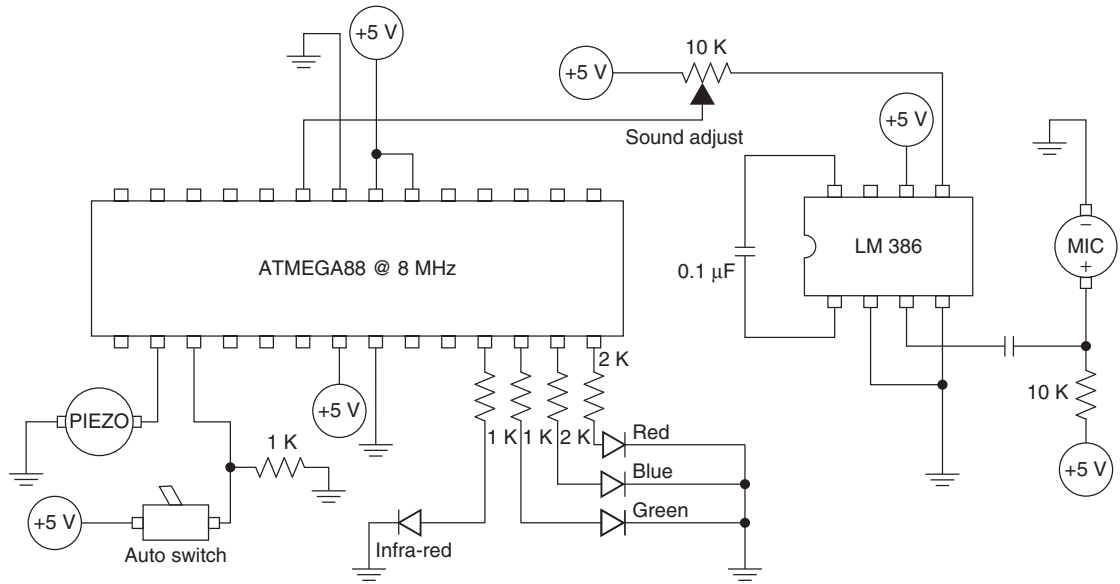 +5 V
10 K
+5 V
Sound adjust
+5 V
ATMEGA88 @ 8 MHz
0.1 μF
LM 386
−
MIC
+
2 K
PIEZO
+5 V
1 K
1 K
1 K
2 K
Red
Blue
Green
10 K
+5 V
+5 V
Auto switch
Infra-red